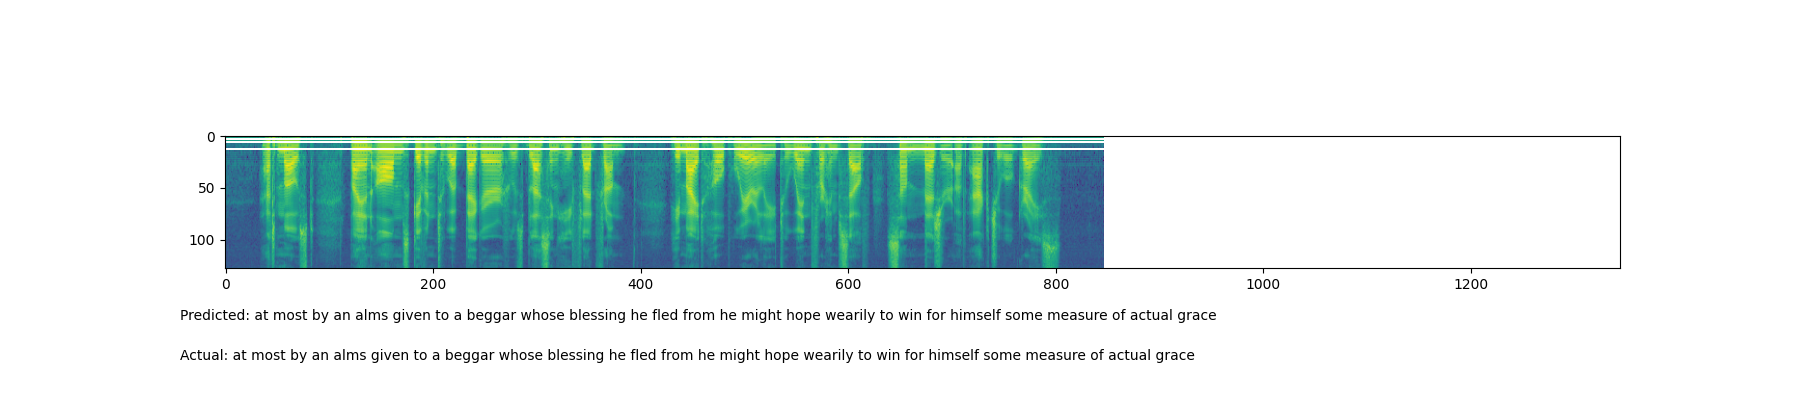 0
50
100
0 200 400 600 800 1000 1200
Predicted: at most by an alms given to a beggar whose blessing he fled from he might hope wearily to win for himself some measure of actual grace
Actual: at most by an alms given to a beggar whose blessing he fled from he might hope wearily to win for himself some measure of actual grace